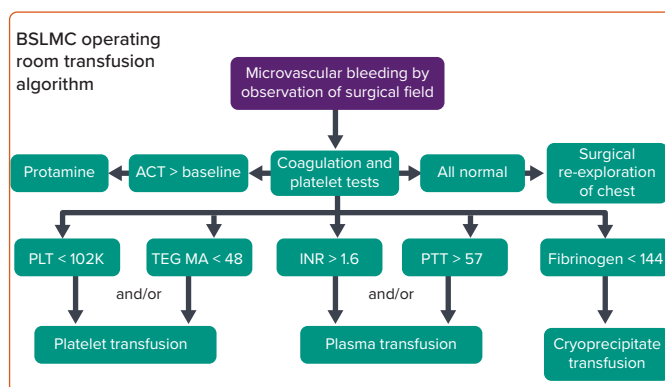 BSLMC operating
room transfusion
algorithm
Microvascular bleeding by
observation of surgical field
Protamine
ACT > baseline
Coagulation and
platelet tests
All normal
Surgical
re-exploration
of chest
PLT < 102K
TEG MA < 48
INR > 1.6
PTT > 57
Fibrinogen < 144
and/or
and/or
Platelet transfusion
Plasma transfusion
Cryoprecipitate
transfusion